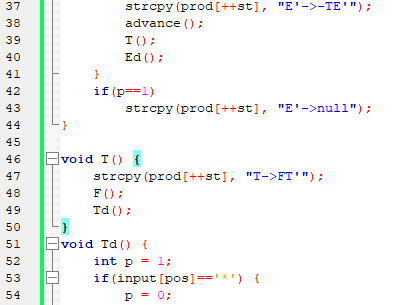 37 strcpy(prod[++st], "E'->-TE'");
38 advance();
39 T();
40 Ed();
41 }
42 if(p==1)
43 strcpy(prod[++st], "E'->null");
44 }
45
46 void T() {
47 strcpy(prod[++st], "T->FT'");
48 F();
49 Td();
50 }
51 void Td() {
52 int p = 1;
53 if(input[pos]=='*') {
54 p = 0;